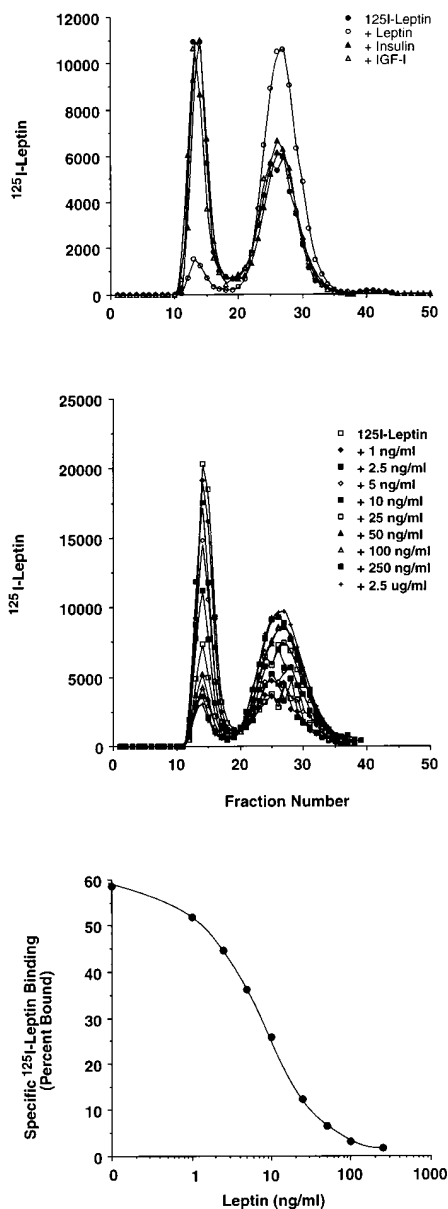 12000
10000
8000
6000
4000
2000
0
¹²⁵I-Leptin
125I-Leptin
+ Leptin
+ Insulin
+ IGF-I
0 10 20 30 40 50
25000
20000
15000
10000
5000
0
¹²⁵I-Leptin
125I-Leptin
+ 1 ng/ml
+ 2.5 ng/ml
+ 5 ng/ml
+ 10 ng/ml
+ 25 ng/ml
+ 50 ng/ml
+ 100 ng/ml
+ 250 ng/ml
+ 2.5 ug/ml
0 10 20 30 40 50
Fraction Number
60
50
40
30
20
10
0
Specific ¹²⁵I-Leptin Binding
(Percent Bound)
0 1 10 100 1000
Leptin (ng/ml)